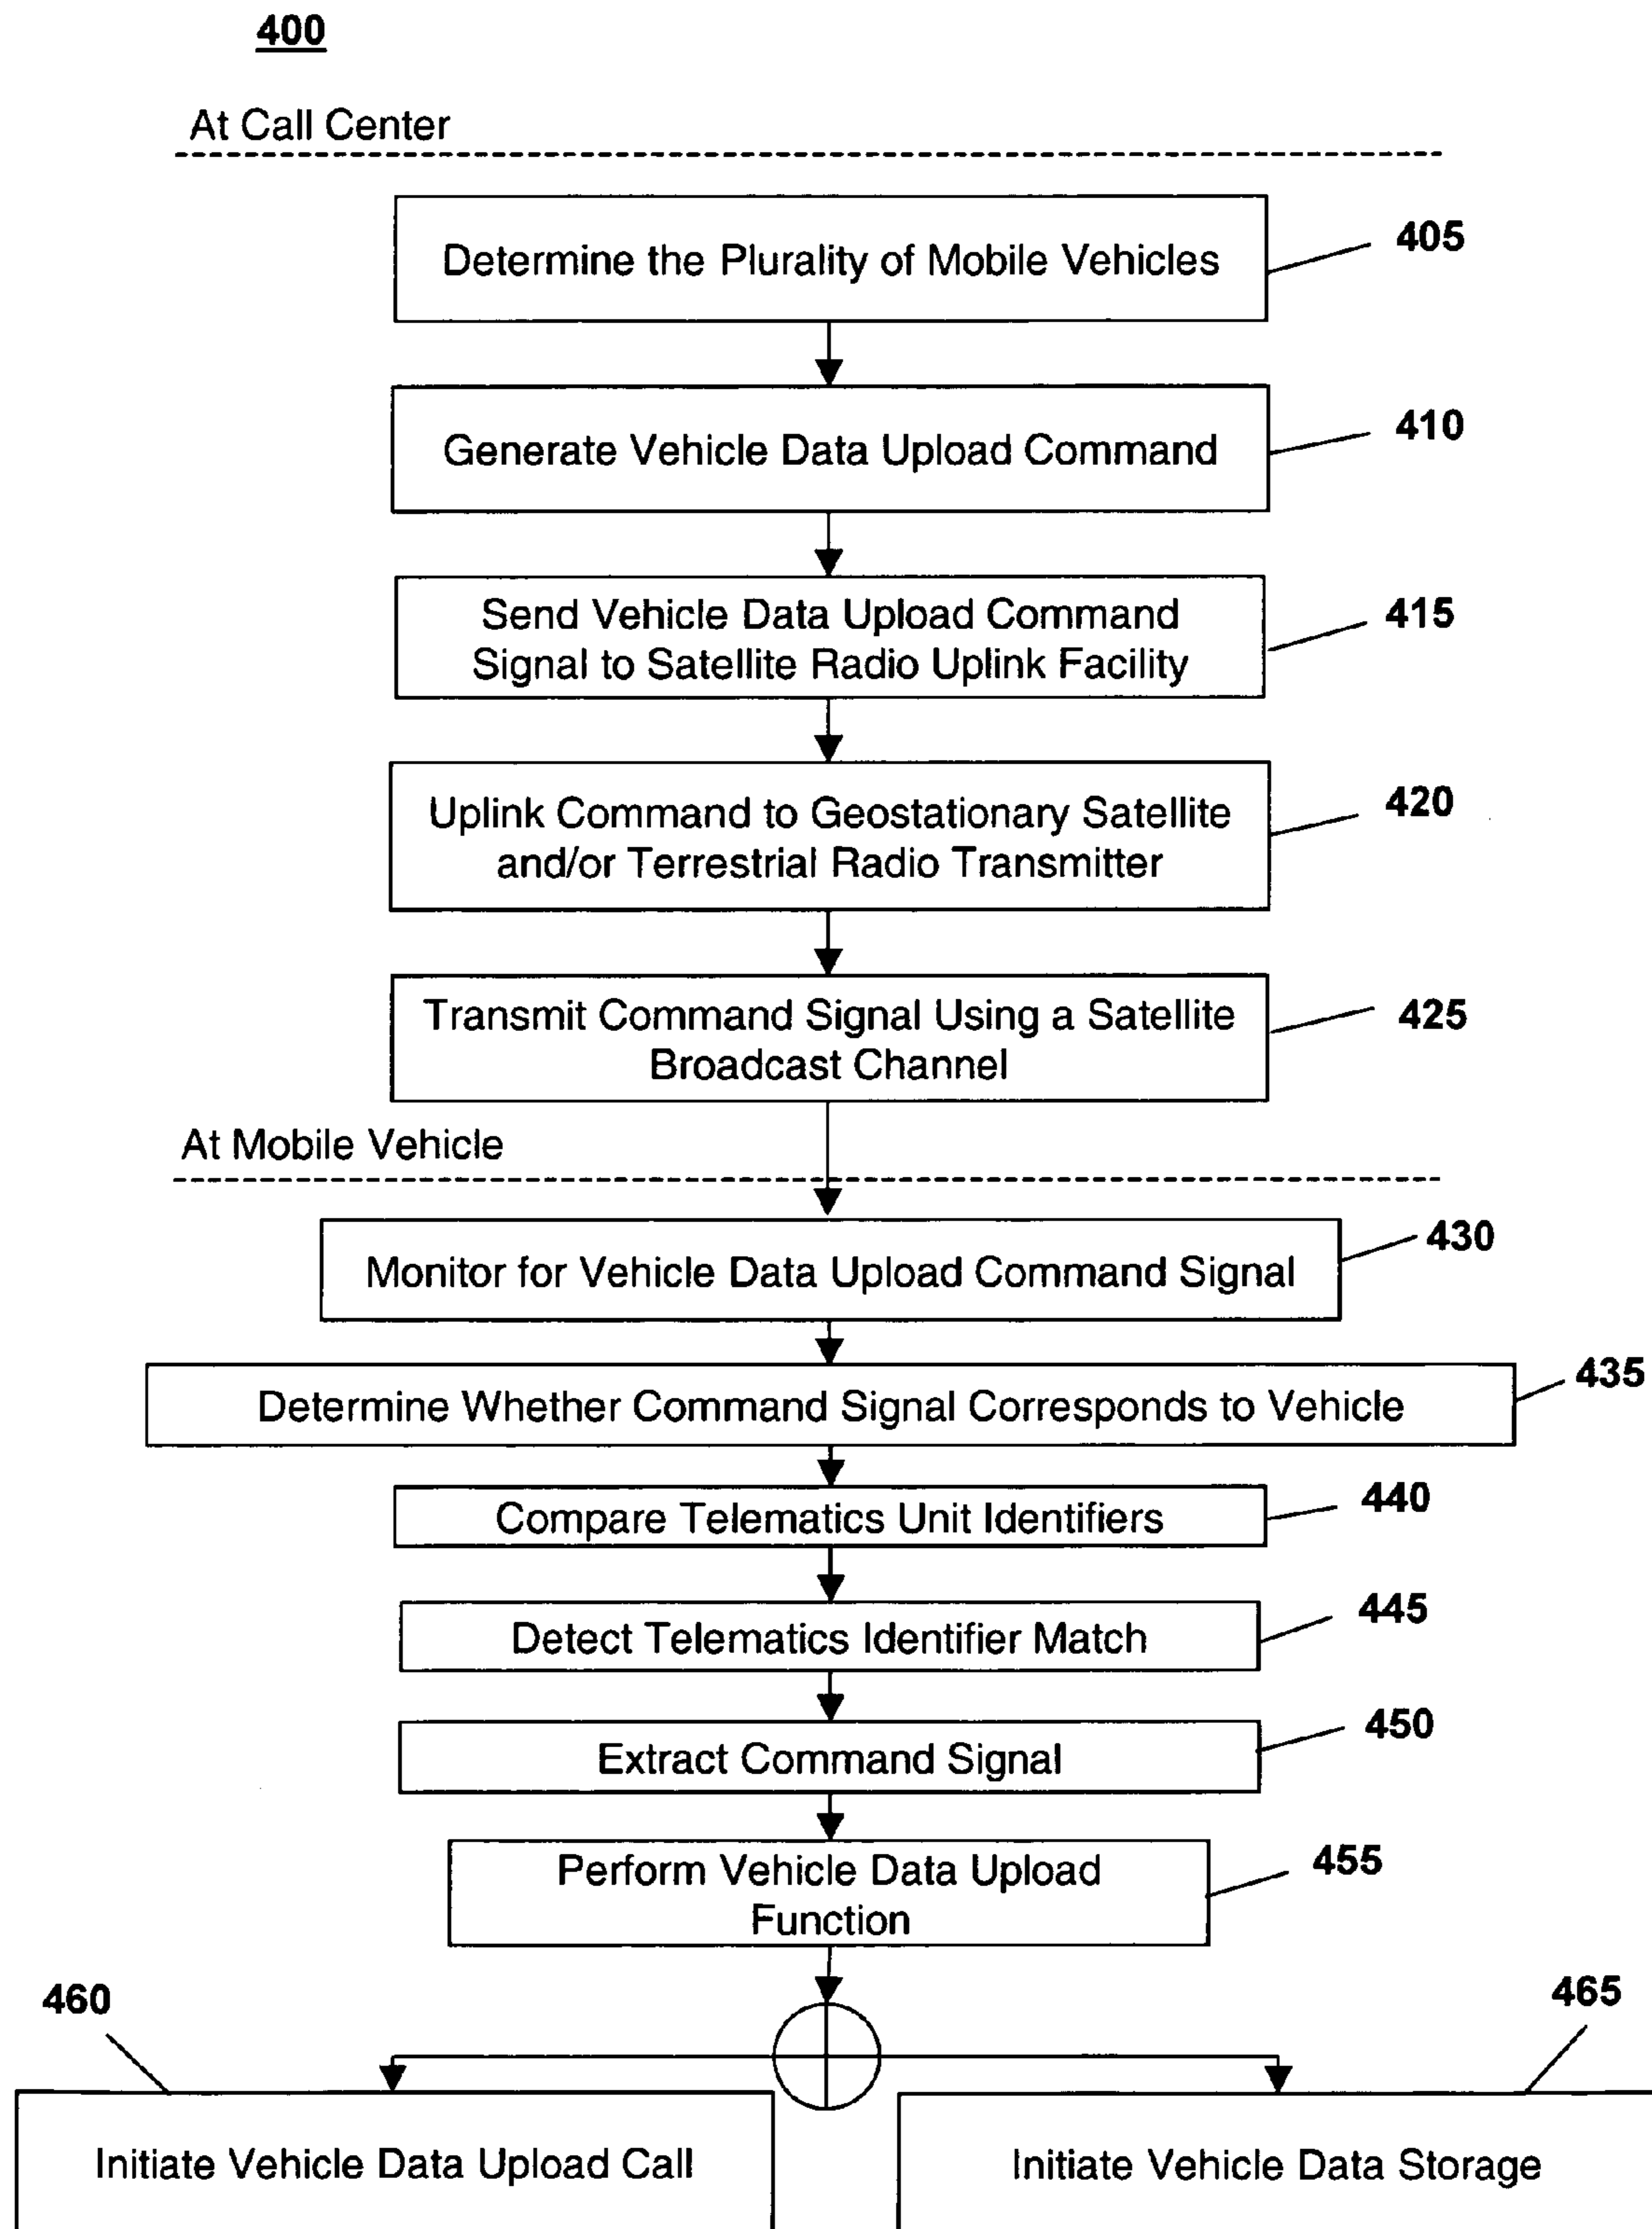 400
At Call Center
Determine the Plurality of Mobile Vehicles
405
Generate Vehicle Data Upload Command
410
Send Vehicle Data Upload Command
Signal to Satellite Radio Uplink Facility
415
Uplink Command to Geostationary Satellite
and/or Terrestrial Radio Transmitter
420
Transmit Command Signal Using a Satellite
Broadcast Channel
425
At Mobile Vehicle
Monitor for Vehicle Data Upload Command Signal
430
Determine Whether Command Signal Corresponds to Vehicle
435
Compare Telematics Unit Identifiers
440
Detect Telematics Identifier Match
445
Extract Command Signal
450
Perform Vehicle Data Upload
Function
455
460
465
Initiate Vehicle Data Upload Call
Initiate Vehicle Data Storage